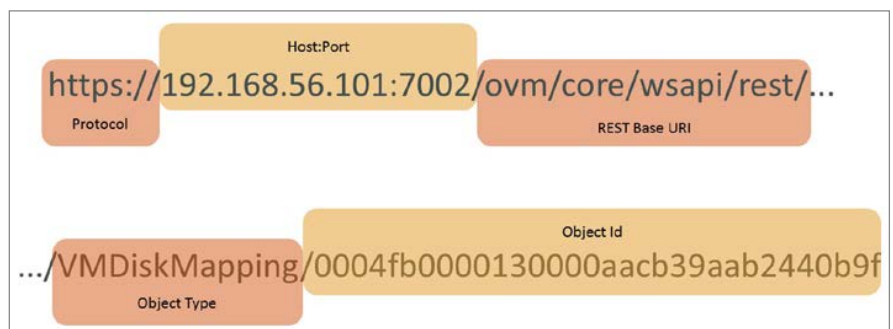 Host:Port
https://192.168.56.101:7002/ovm/core/wsapi/rest/...
Protocol
REST Base URI
Object Id
.../VMDiskMapping/0004fb0000130000aacb39aab2440b9f
Object Type